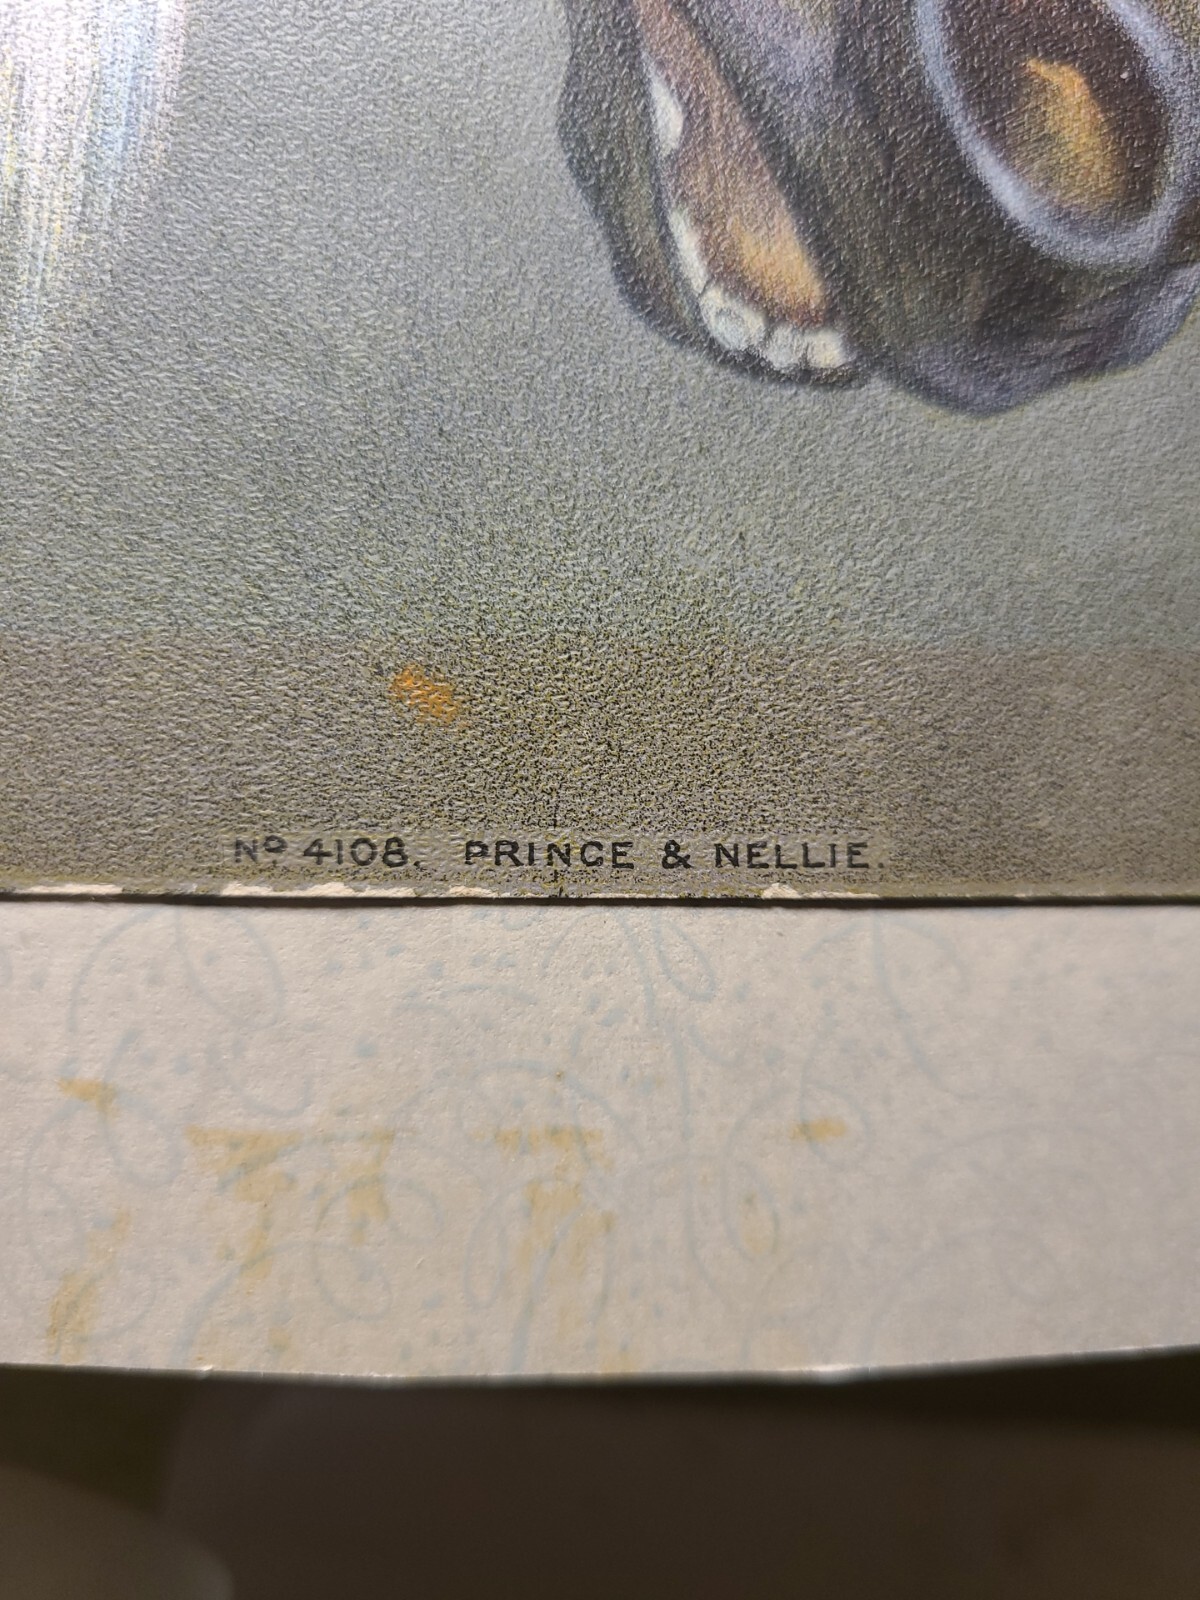 Nº 4108. PRINCE & NELLIE.